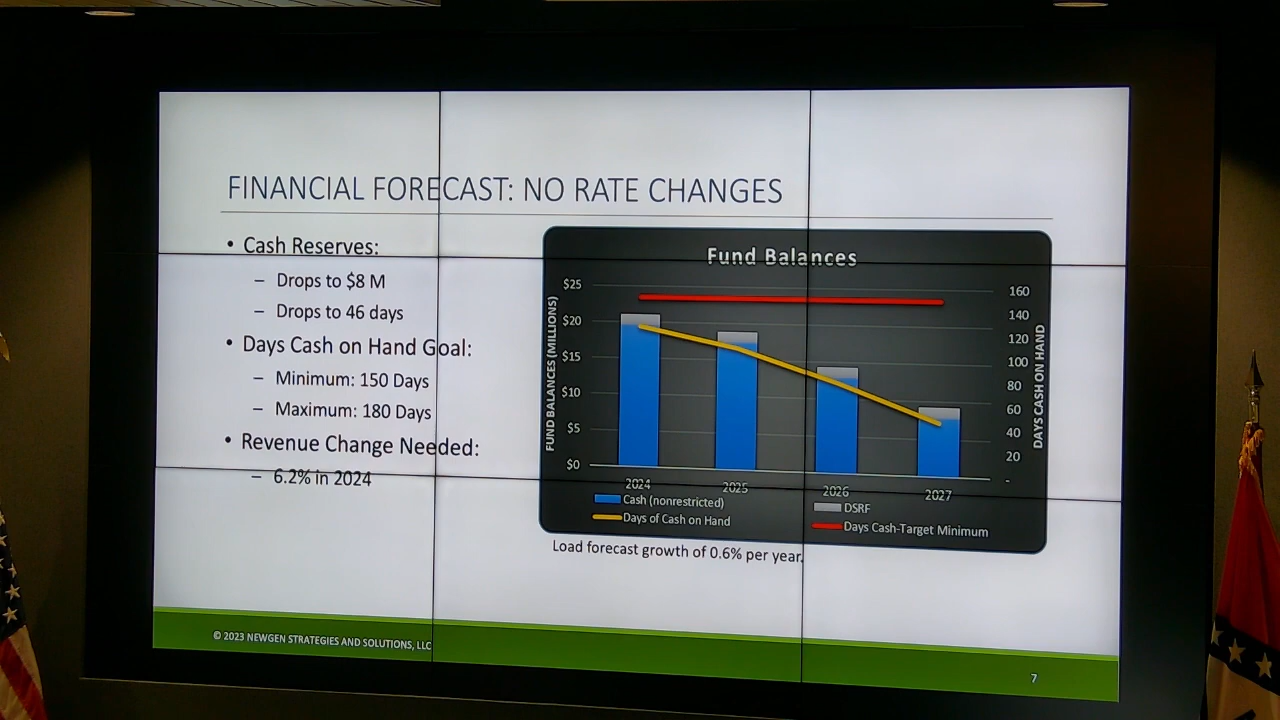 FINANCIAL FORECAST: NO RATE CHANGES
• Cash Reserves:
– Drops to $8 M
– Drops to 46 days
• Days Cash on Hand Goal:
– Minimum: 150 Days
– Maximum: 180 Days
• Revenue Change Needed:
– 6.2% in 2024
Fund Balances
FUND BALANCES (MILLIONS)
$25
$20
$15
$10
$5
$0
160
140
120
100
80
60
40
20
-
DAYS CASH ON HAND
2024 2025 2026 2027
Cash (nonrestricted) DSRF
Days of Cash on Hand Days Cash-Target Minimum
Load forecast growth of 0.6% per year.
© 2023 NEWGEN STRATEGIES AND SOLUTIONS, LLC
7